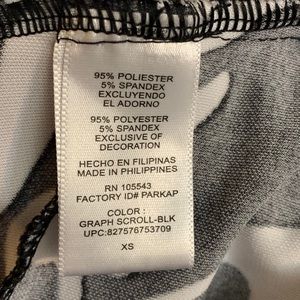 95% POLIESTER
5% SPANDEX
EXCLUYENDO
EL ADORNO
95% POLYESTER
5% SPANDEX
EXCLUSIVE OF
DECORATION
HECHO EN FILIPINAS
MADE IN PHILIPPINES
RN 105543
FACTORY ID# PARKAP
COLOR :
GRAPH SCROLL-BLK
UPC:827576753709
XS